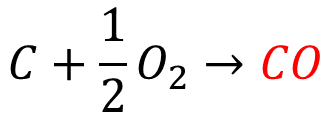 C + 1/2 O₂ → CO